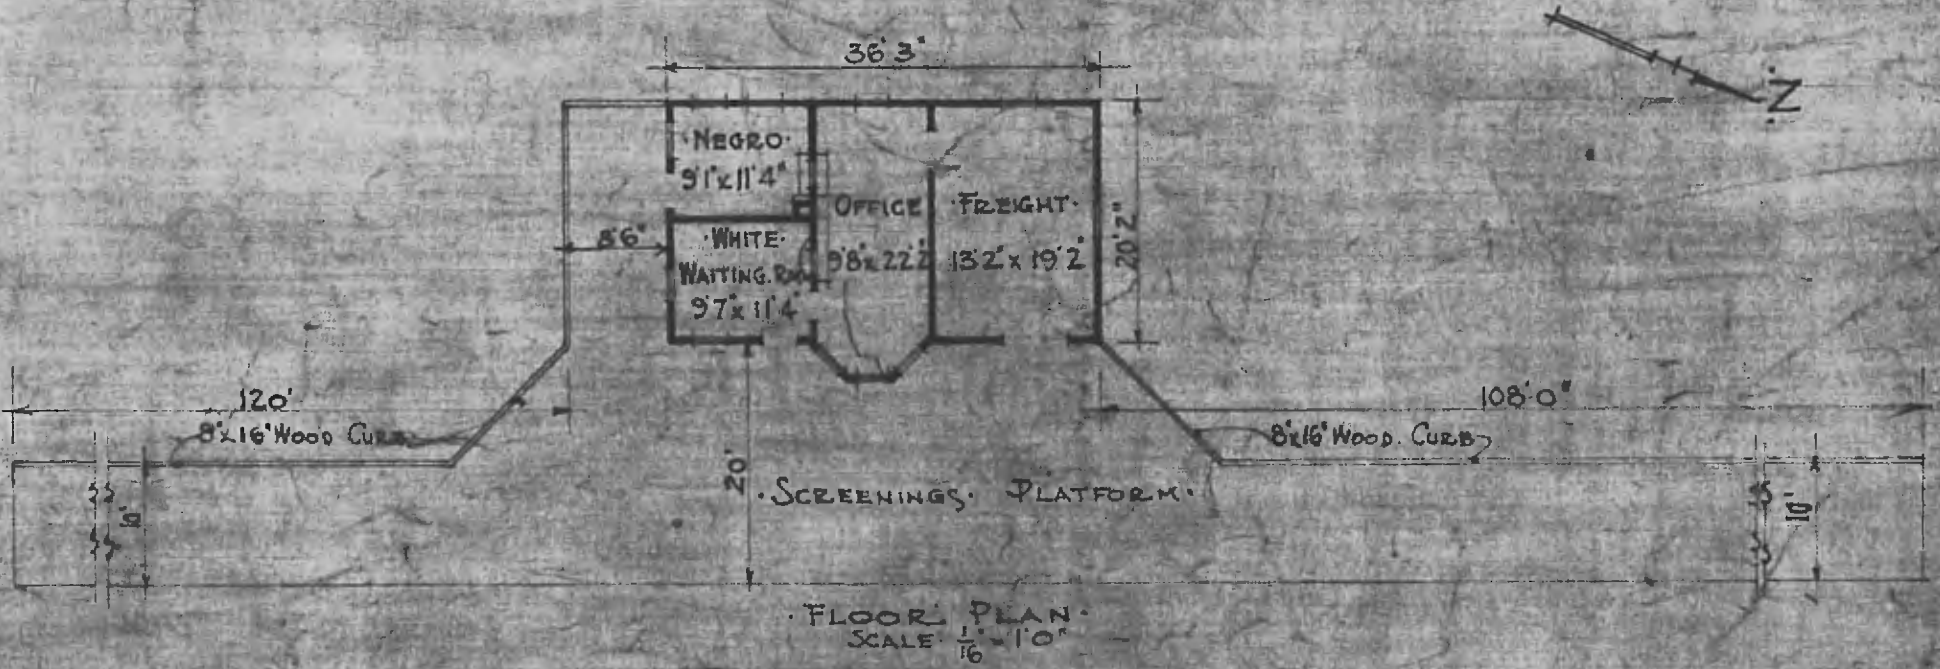 36'3"
N.
·NEGRO·
9'1"x11'4"
OFFICE
9'8"x22'2"
·FREIGHT·
13'2"x19'2"
20'2"
8'6"
·WHITE·
WAITING. RM
9'7"x11'4"
120'
8"x16" WOOD CURB
108'-0"
8"x16" WOOD. CURB
20'
10'
·SCREENINGS· PLATFORM·
10'
·FLOOR PLAN·
SCALE 1/16"=1'0"